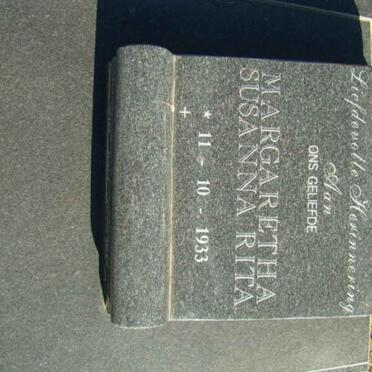 Liefdevolle Herinnering
Aan
ONS GELIEFDE
MARGARETHA
SUSANNA RITA
* 11 - 10 - 1933
+